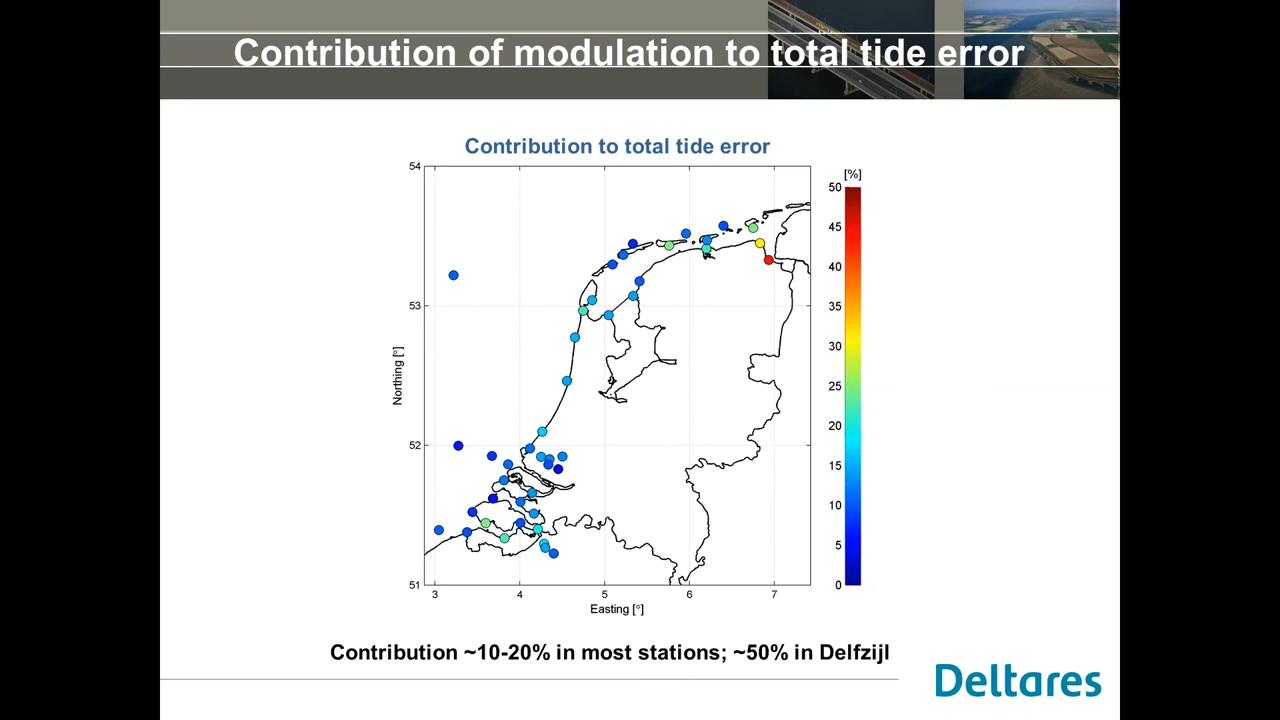 Contribution of modulation to total tide error
Contribution to total tide error
[%]
54
53
52
51
Northing [°]
3 4 5 6 7
Easting [°]
50
45
40
35
30
25
20
15
10
5
0
Contribution ~10-20% in most stations; ~50% in Delfzijl
Deltares